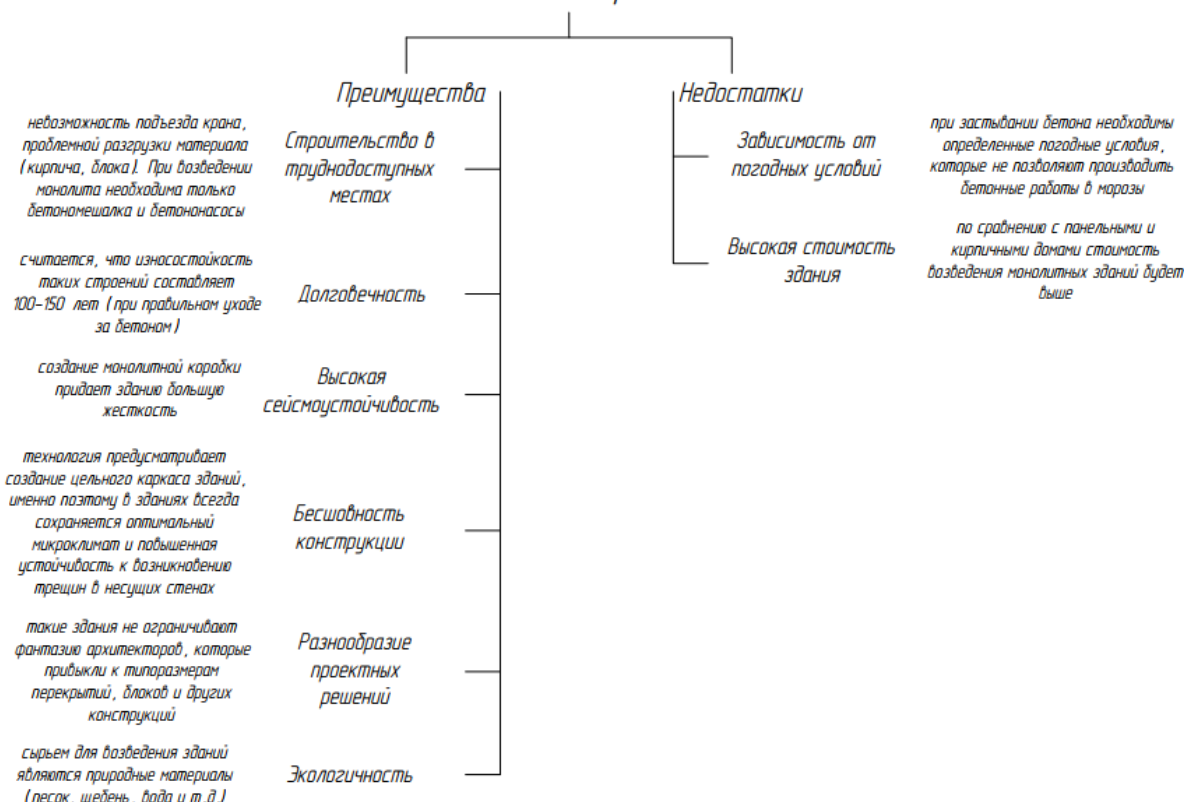 Преимущества
Недостатки
невозможность подъезда крана,
проблемной разгрузки материала
(кирпича, блока). При возведении
монолита необходима только
бетономешалка и бетононасосы
Строительство в
труднодоступных
местах
считается, что износостойкость
таких строений составляет
100-150 лет (при правильном уходе
за бетоном)
Долговечность
создание монолитной коробки
придает зданию большую
жесткость
Высокая
сейсмоустойчивость
технология предусматривает
создание цельного каркаса зданий,
именно поэтому в зданиях всегда
сохраняется оптимальный
микроклимат и повышенная
устойчивость к возникновению
трещин в несущих стенах
Бесшовность
конструкции
такие здания не ограничивают
фантазию архитекторов, которые
привыкли к типоразмерам
перекрытий, блоков и других
конструкций
Разнообразие
проектных
решений
сырьем для возведения зданий
являются природные материалы
(песок, щебень, вода и т.д.)
Экологичность
Зависимость от
погодных условий
при застывании бетона необходимы
определенные погодные условия,
которые не позволяют производить
бетонные работы в морозы
Высокая стоимость
здания
по сравнению с панельными и
кирпичными домами стоимость
возведения монолитных зданий будет
выше